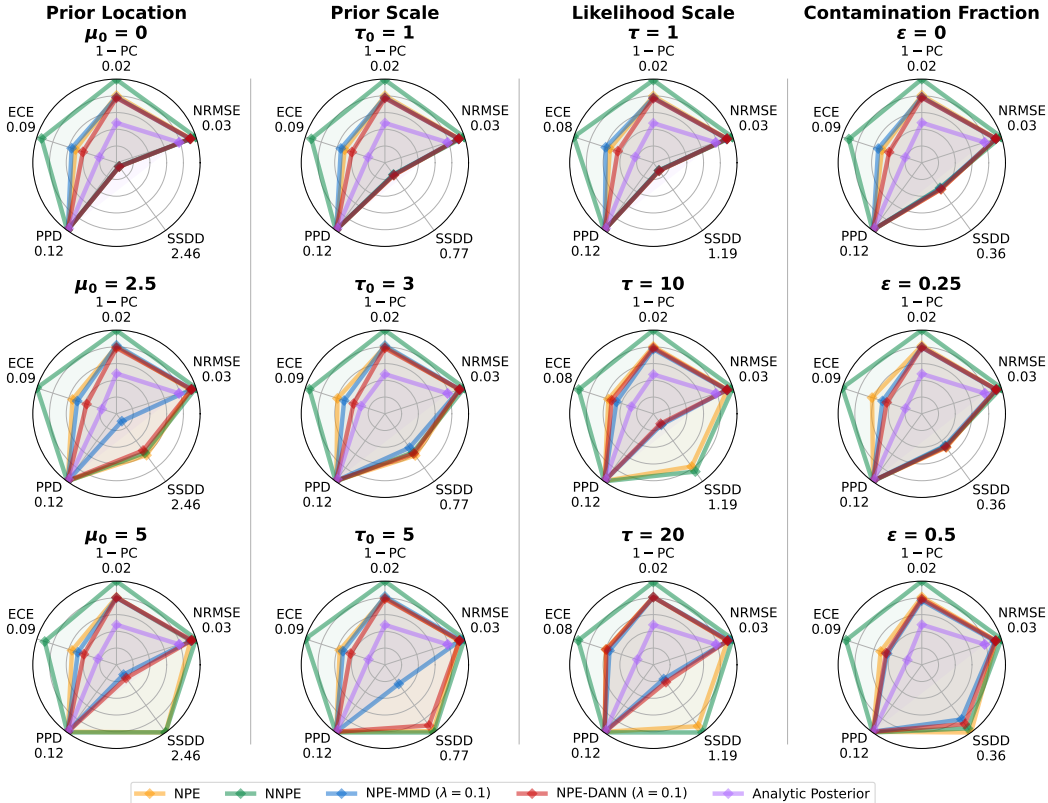 Prior Location
μ₀ = 0
1 − PC
0.02
NRMSE
0.03
SSDD
2.46
PPD
0.12
ECE
0.09
Prior Scale
τ₀ = 1
1 − PC
0.02
NRMSE
0.03
SSDD
0.77
PPD
0.12
ECE
0.09
Likelihood Scale
τ = 1
1 − PC
0.02
NRMSE
0.03
SSDD
1.19
PPD
0.12
ECE
0.08
Contamination Fraction
ε = 0
1 − PC
0.02
NRMSE
0.03
SSDD
0.36
PPD
0.12
ECE
0.09
μ₀ = 2.5
1 − PC
0.02
NRMSE
0.03
SSDD
2.46
PPD
0.12
ECE
0.09
τ₀ = 3
1 − PC
0.02
NRMSE
0.03
SSDD
0.77
PPD
0.12
ECE
0.09
τ = 10
1 − PC
0.02
NRMSE
0.03
SSDD
1.19
PPD
0.12
ECE
0.08
ε = 0.25
1 − PC
0.02
NRMSE
0.03
SSDD
0.36
PPD
0.12
ECE
0.09
μ₀ = 5
1 − PC
0.02
NRMSE
0.03
SSDD
2.46
PPD
0.12
ECE
0.09
τ₀ = 5
1 − PC
0.02
NRMSE
0.03
SSDD
0.77
PPD
0.12
ECE
0.09
τ = 20
1 − PC
0.02
NRMSE
0.03
SSDD
1.19
PPD
0.12
ECE
0.08
ε = 0.5
1 − PC
0.02
NRMSE
0.03
SSDD
0.36
PPD
0.12
ECE
0.09
NPE NNPE NPE-MMD (λ = 0.1) NPE-DANN (λ = 0.1) Analytic Posterior